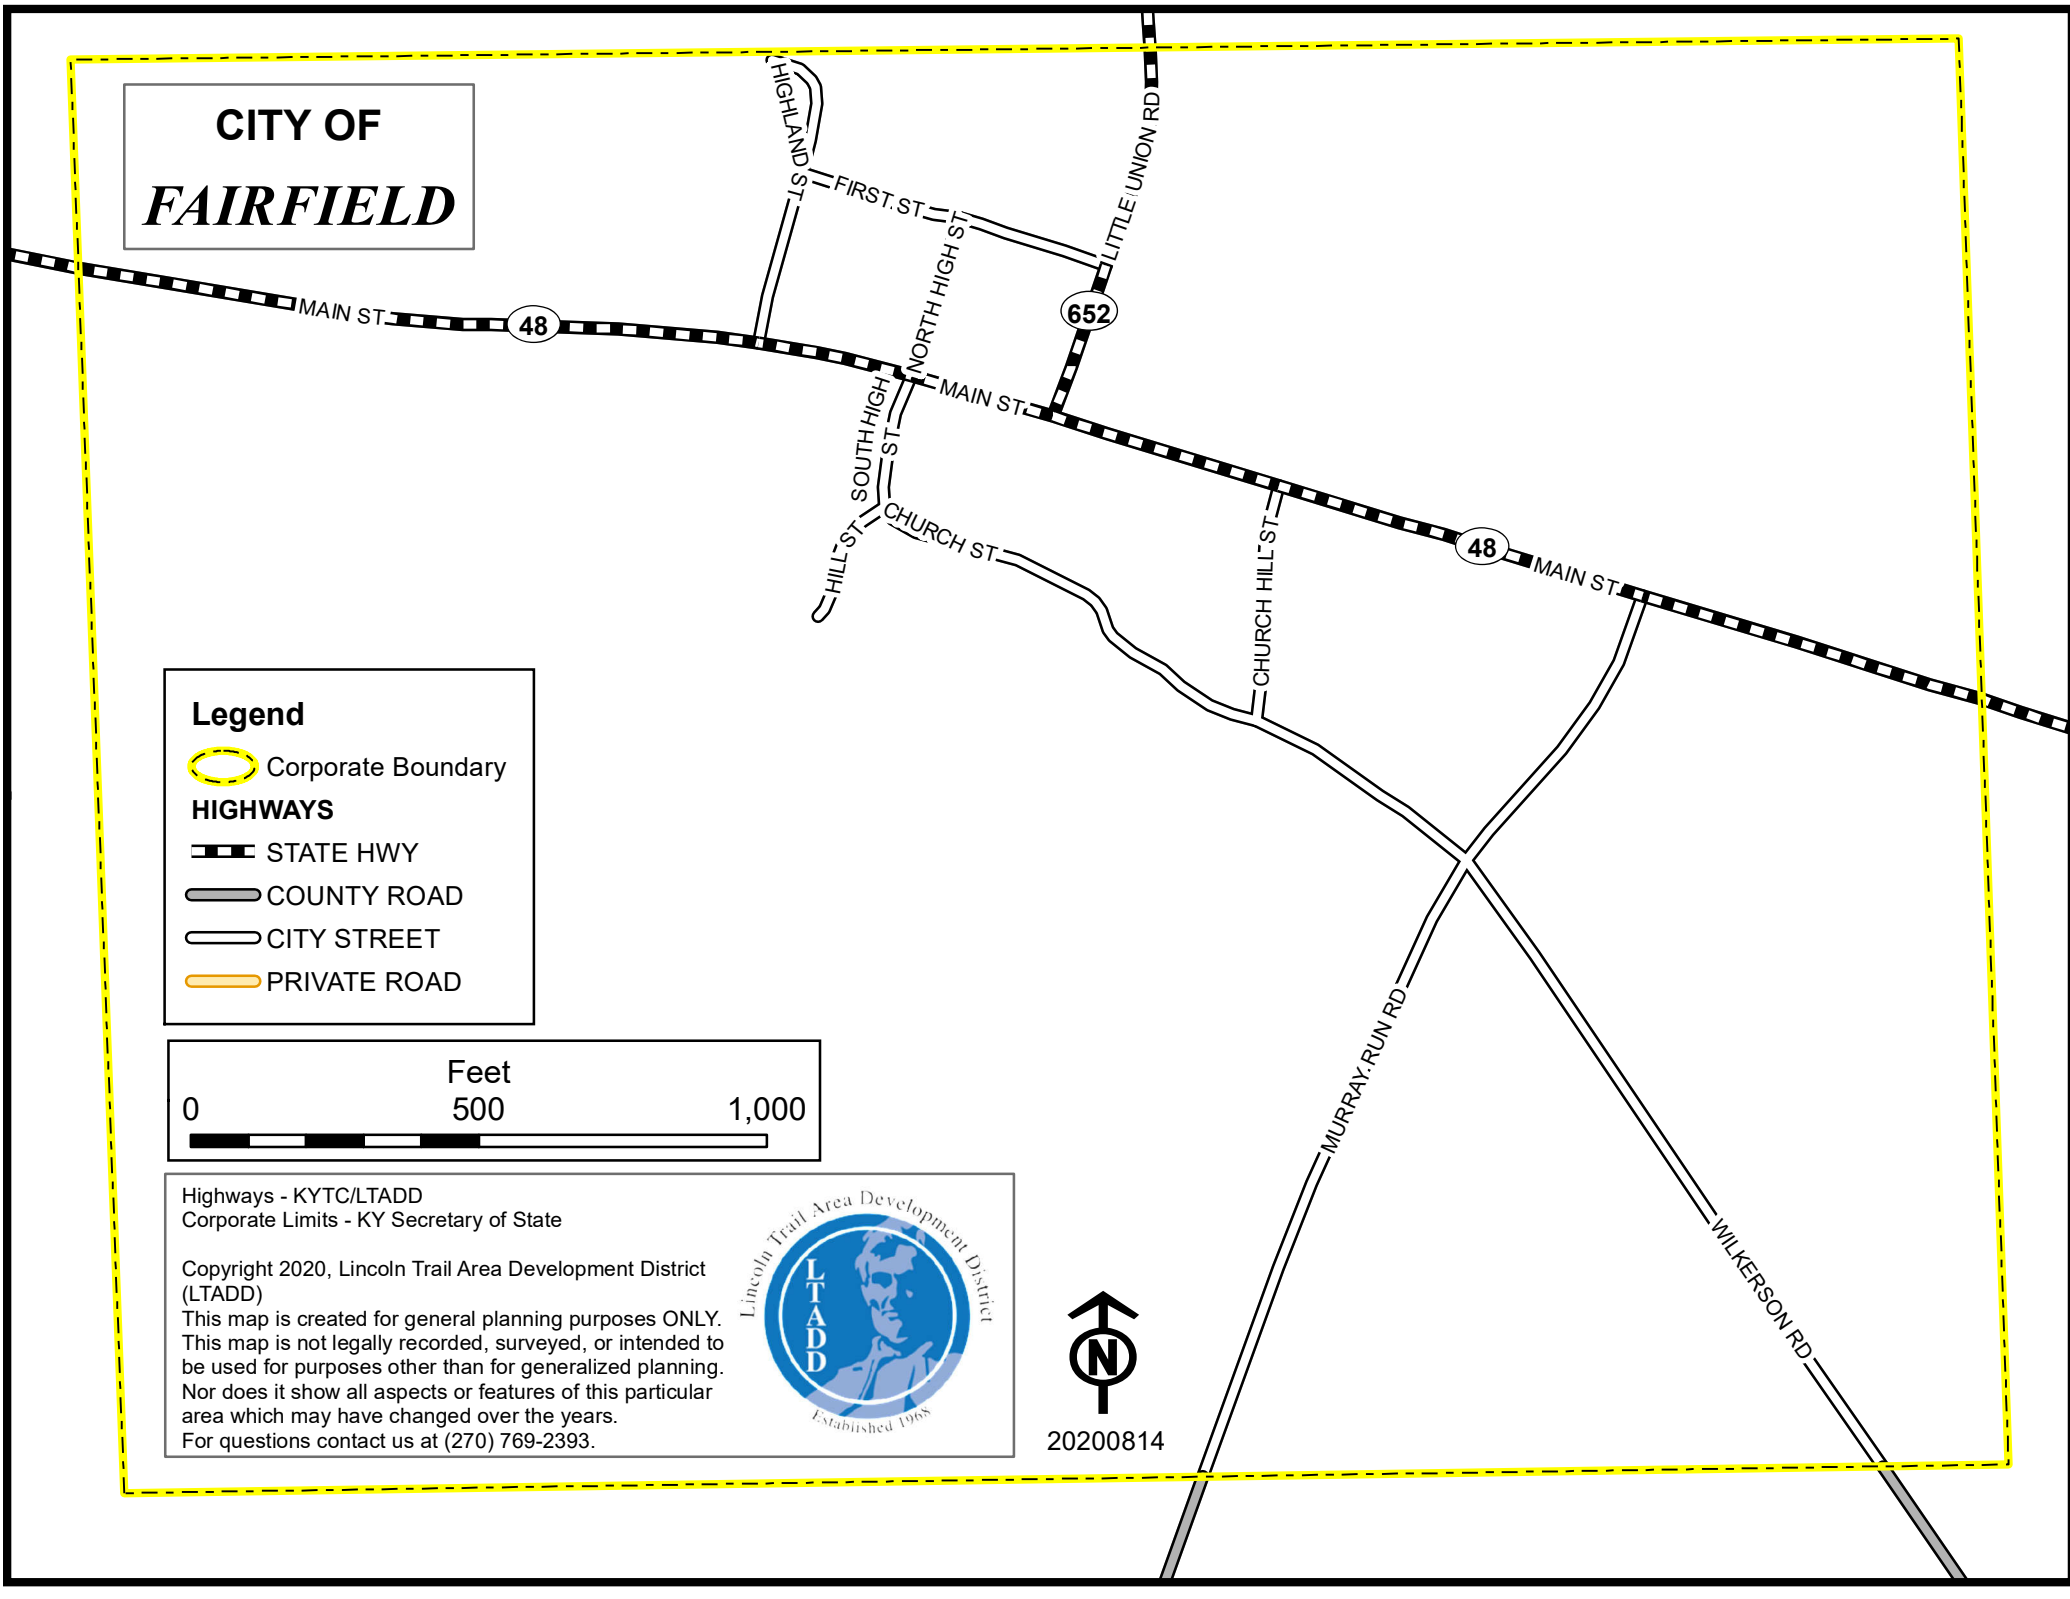 CITY OF
FAIRFIELD
HIGHLAND ST
FIRST ST
NORTH HIGH ST
LITTLE UNION RD
652
MAIN ST
48
MAIN ST
SOUTH HIGH ST
HILL ST
CHURCH ST
CHURCH HILL ST
48
MAIN ST
MURRAY RUN RD
WILKERSON RD
Legend
Corporate Boundary
HIGHWAYS
STATE HWY
COUNTY ROAD
CITY STREET
PRIVATE ROAD
Feet
0 500 1,000
Highways - KYTC/LTADD
Corporate Limits - KY Secretary of State
Copyright 2020, Lincoln Trail Area Development District
(LTADD)
This map is created for general planning purposes ONLY.
This map is not legally recorded, surveyed, or intended to
be used for purposes other than for generalized planning.
Nor does it show all aspects or features of this particular
area which may have changed over the years.
For questions contact us at (270) 769-2393.
Lincoln Trail Area Development District
LTADD
Established 1968
N
20200814